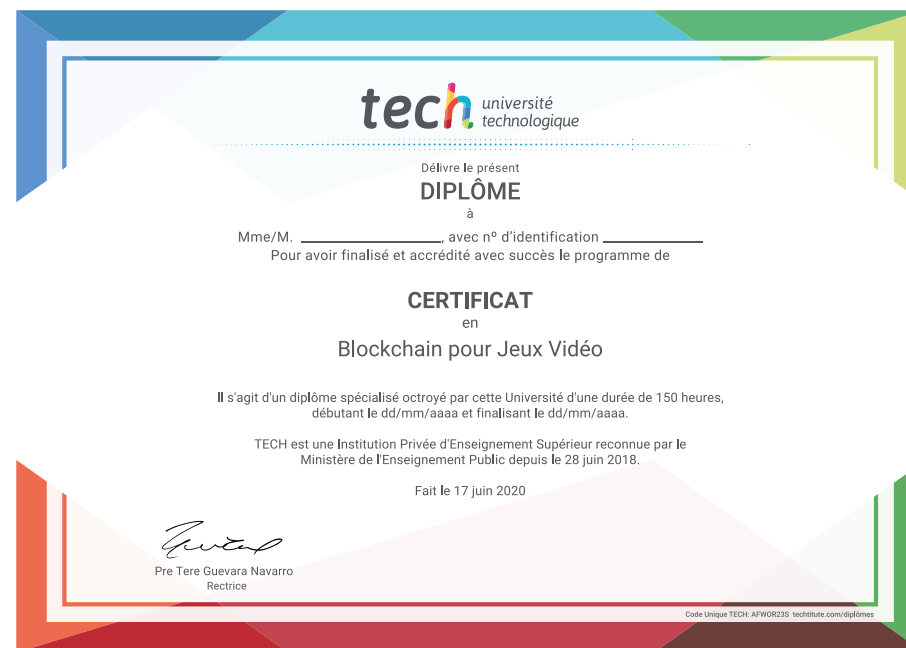 tech université
technologique
Délivre le présent
DIPLÔME
à
Mme/M. ____________________, avec nº d'identification ______________
Pour avoir finalisé et accrédité avec succès le programme de
CERTIFICAT
en
Blockchain pour Jeux Vidéo
Il s'agit d'un diplôme spécialisé octroyé par cette Université d'une durée de 150 heures,
débutant le dd/mm/aaaa et finalisant le dd/mm/aaaa.
TECH est une Institution Privée d'Enseignement Supérieur reconnue par le
Ministère de l'Enseignement Public depuis le 28 juin 2018.
Fait le 17 juin 2020
Pre Tere Guevara Navarro
Rectrice
Code Unique TECH: AFWOR23S techtitute.com/diplômes